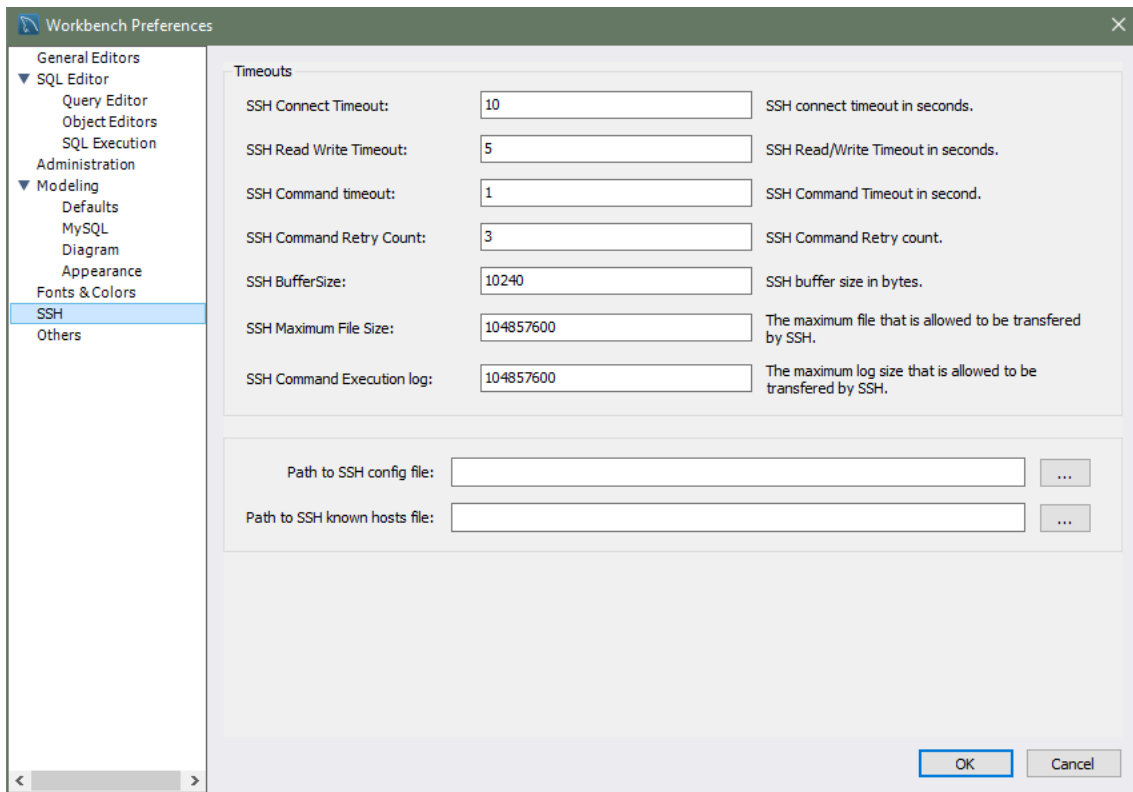 Workbench Preferences
General Editors
SQL Editor
Query Editor
Object Editors
SQL Execution
Administration
Modeling
Defaults
MySQL
Diagram
Appearance
Fonts & Colors
SSH
Others
Timeouts
SSH Connect Timeout: 10 SSH connect timeout in seconds.
SSH Read Write Timeout: 5 SSH Read/Write Timeout in seconds.
SSH Command timeout: 1 SSH Command Timeout in second.
SSH Command Retry Count: 3 SSH Command Retry count.
SSH BufferSize: 10240 SSH buffer size in bytes.
SSH Maximum File Size: 104857600 The maximum file that is allowed to be transfered
by SSH.
SSH Command Execution log: 104857600 The maximum log size that is allowed to be
transfered by SSH.
Path to SSH config file: ...
Path to SSH known hosts file: ...
OK Cancel